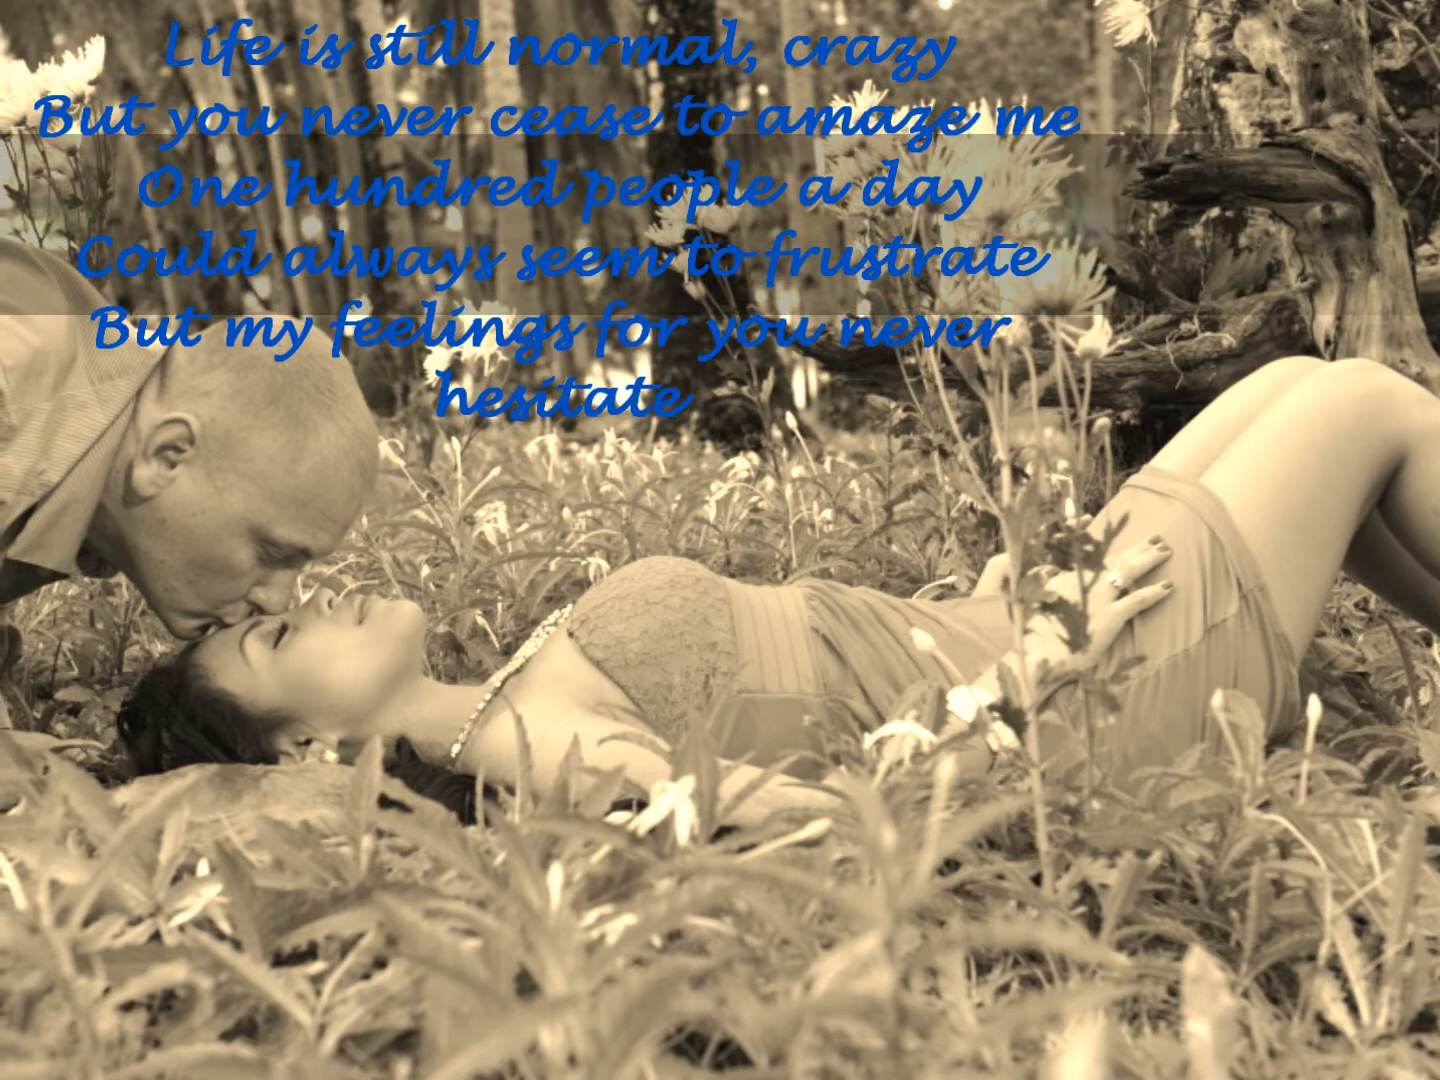 Life is still normal, crazy
But you never cease to amaze me
One hundred people a day
Could always seem to frustrate
But my feelings for you never
hesitate